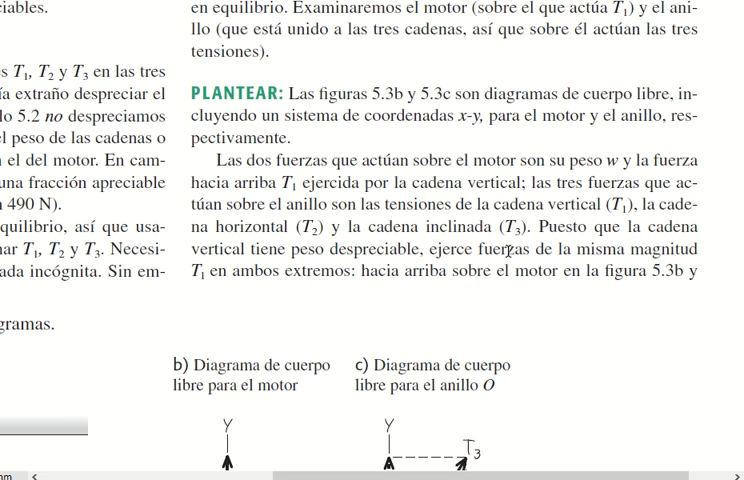 ciables.
s T1, T2 y T3 en las tres
ía extraño despreciar el
lo 5.2 no despreciamos
el peso de las cadenas o
el del motor. En cam-
una fracción apreciable
490 N).
quilibrio, así que usa-
nar T1, T2 y T3. Necesi-
ada incógnita. Sin em-
gramas.
en equilibrio. Examinaremos el motor (sobre el que actúa T1) y el ani-
llo (que está unido a las tres cadenas, así que sobre él actúan las tres
tensiones).
PLANTEAR: Las figuras 5.3b y 5.3c son diagramas de cuerpo libre, in-
cluyendo un sistema de coordenadas x-y, para el motor y el anillo, res-
pectivamente.
Las dos fuerzas que actúan sobre el motor son su peso w y la fuerza
hacia arriba T1 ejercida por la cadena vertical; las tres fuerzas que ac-
túan sobre el anillo son las tensiones de la cadena vertical (T1), la cade-
na horizontal (T2) y la cadena inclinada (T3). Puesto que la cadena
vertical tiene peso despreciable, ejerce fuerzas de la misma magnitud
T1 en ambos extremos: hacia arriba sobre el motor en la figura 5.3b y
b) Diagrama de cuerpo
libre para el motor
c) Diagrama de cuerpo
libre para el anillo O
Y
Y
T3